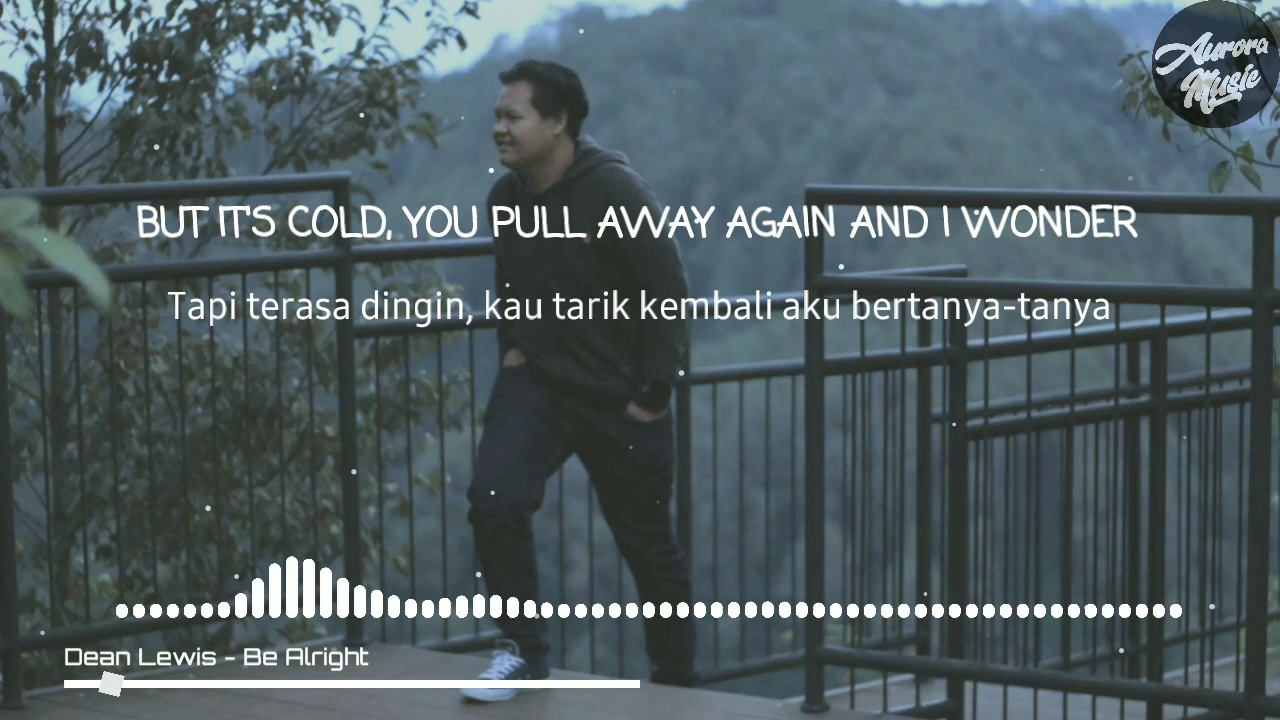 Aurora
Music
BUT IT'S COLD, YOU PULL AWAY AGAIN AND I WONDER
Tapi terasa dingin, kau tarik kembali aku bertanya-tanya
Dean Lewis - Be Alright